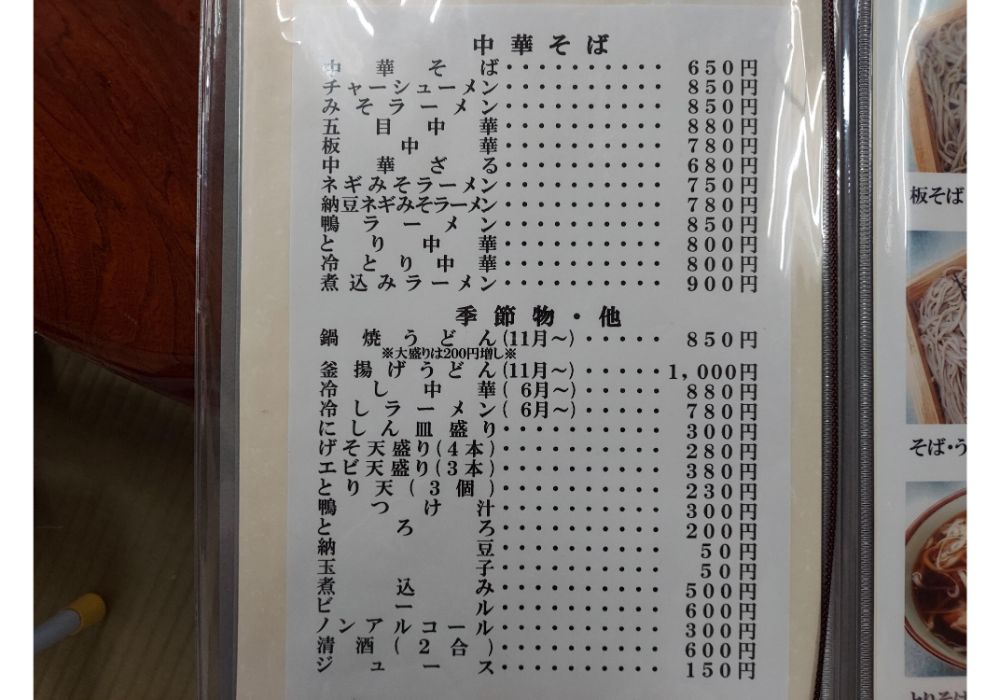 中華そば
中華そば・・・・・・・・・・650円
チャーシューメン・・・・・・・・・・850円
みそラーメン・・・・・・・・・・850円
五目中華・・・・・・・・・・880円
板中華・・・・・・・・・・780円
中華ざる・・・・・・・・・・680円
ネギみそラーメン・・・・・・・・・・750円
納豆ネギみそラーメン・・・・・・・・・・780円
鴨ラーメン・・・・・・・・・・850円
とり中華・・・・・・・・・・800円
冷とり中華・・・・・・・・・・800円
煮込みラーメン・・・・・・・・・・900円
季節物・他
鍋焼うどん(11月〜)・・・・・850円
※大盛りは200円増し※
釜揚げうどん(11月〜)・・・・・1,000円
冷し中華(6月〜)・・・・・880円
冷しラーメン(6月〜)・・・・・780円
にしん皿盛り・・・・・・・・・・300円
げそ天盛り(4本)・・・・・・・・・・280円
エビ天盛り(3本)・・・・・・・・・・380円
とり天(3個)・・・・・・・・・・230円
鴨つけ汁・・・・・・・・・・300円
とろろ・・・・・・・・・・200円
納豆・・・・・・・・・・50円
玉子・・・・・・・・・・50円
煮込み・・・・・・・・・・500円
ビール・・・・・・・・・・600円
ノンアルコール・・・・・・・・・・300円
清酒(2合)・・・・・・・・・・600円
ジュース・・・・・・・・・・150円
板そば
そば・う